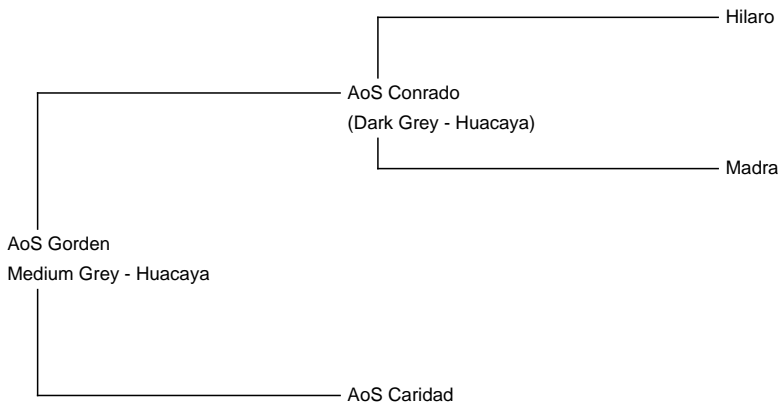 Hilaro
AoS Conrado
(Dark Grey - Huacaya)
Madra
AoS Gorden
Medium Grey - Huacaya
AoS Caridad